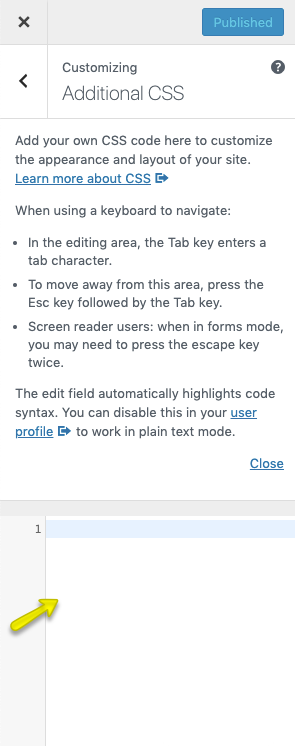 Published
Customizing
Additional CSS
Add your own CSS code here to customize
the appearance and layout of your site.
Learn more about CSS
When using a keyboard to navigate:
• In the editing area, the Tab key enters a
tab character.
• To move away from this area, press the
Esc key followed by the Tab key.
• Screen reader users: when in forms mode,
you may need to press the escape key
twice.
The edit field automatically highlights code
syntax. You can disable this in your user
profile to work in plain text mode.
Close
1